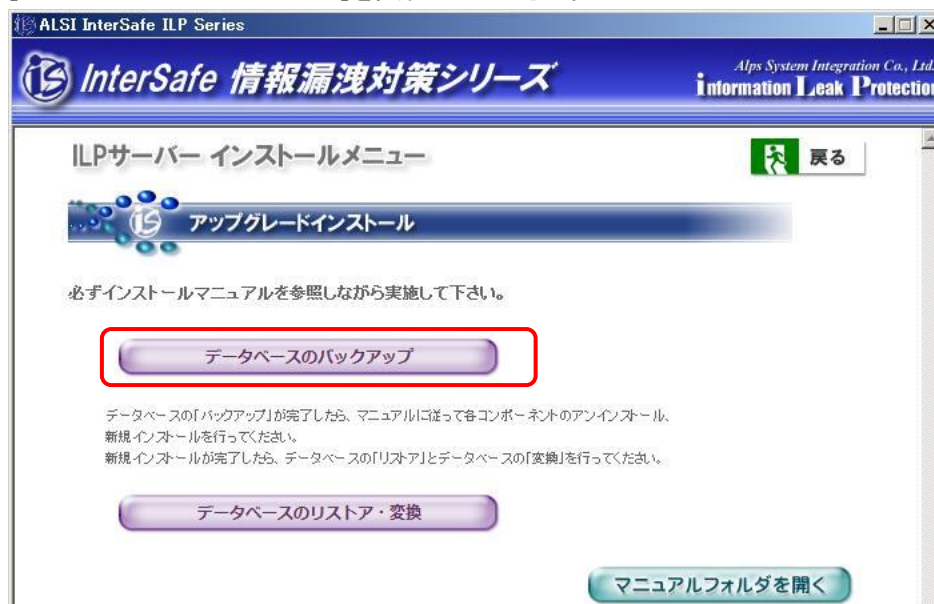 ALSI InterSafe ILP Series
InterSafe 情報漏洩対策シリーズ
Alps System Integration Co., Ltd.
Information Leak Protection
ILPサーバー インストールメニュー
戻る
アップグレードインストール
必ずインストールマニュアルを参照しながら実施して下さい。
データベースのバックアップ
データベースの「バックアップ」が完了したら、マニュアルに従って各コンポーネントのアンインストール、
新規インストールを行ってください。
新規インストールが完了したら、データベースの「リストア」とデータベースの「変換」を行ってください。
データベースのリストア・変換
マニュアルフォルダを開く